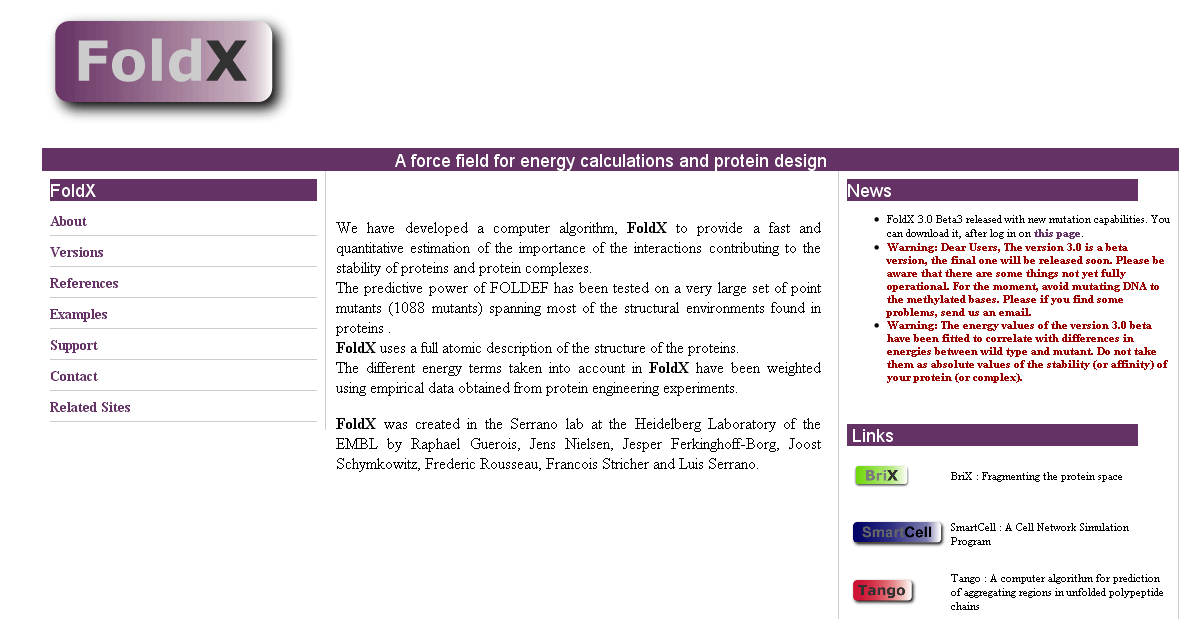 FoldX
A force field for energy calculations and protein design
FoldX
About
Versions
References
Examples
Support
Contact
Related Sites
We have developed a computer algorithm, FoldX to provide a fast and
quantitative estimation of the importance of the interactions contributing to the
stability of proteins and protein complexes.
The predictive power of FOLDEF has been tested on a very large set of point
mutants (1088 mutants) spanning most of the structural environments found in
proteins .
FoldX uses a full atomic description of the structure of the proteins.
The different energy terms taken into account in FoldX have been weighted
using empirical data obtained from protein engineering experiments.
FoldX was created in the Serrano lab at the Heidelberg Laboratory of the
EMBL by Raphael Guerois, Jens Nielsen, Jesper Ferkinghoff-Borg, Joost
Schymkowitz, Frederic Rousseau, Francois Stricher and Luis Serrano.
News
FoldX 3.0 Beta3 released with new mutation capabilities. You
can download it, after log in on this page.
Warning: Dear Users, The version 3.0 is a beta
version, the final one will be released soon. Please be
aware that there are some things not yet fully
operational. For the moment, avoid mutating DNA to
the methylated bases. Please if you find some
problems, send us an email.
Warning: The energy values of the version 3.0 beta
have been fitted to correlate with differences in
energies between wild type and mutant. Do not take
them as absolute values of the stability (or affinity) of
your protein (or complex).
Links
BriX
BriX : Fragmenting the protein space
SmartCell
SmartCell : A Cell Network Simulation
Program
Tango
Tango : A computer algorithm for prediction
of aggregating regions in unfolded polypeptide
chains